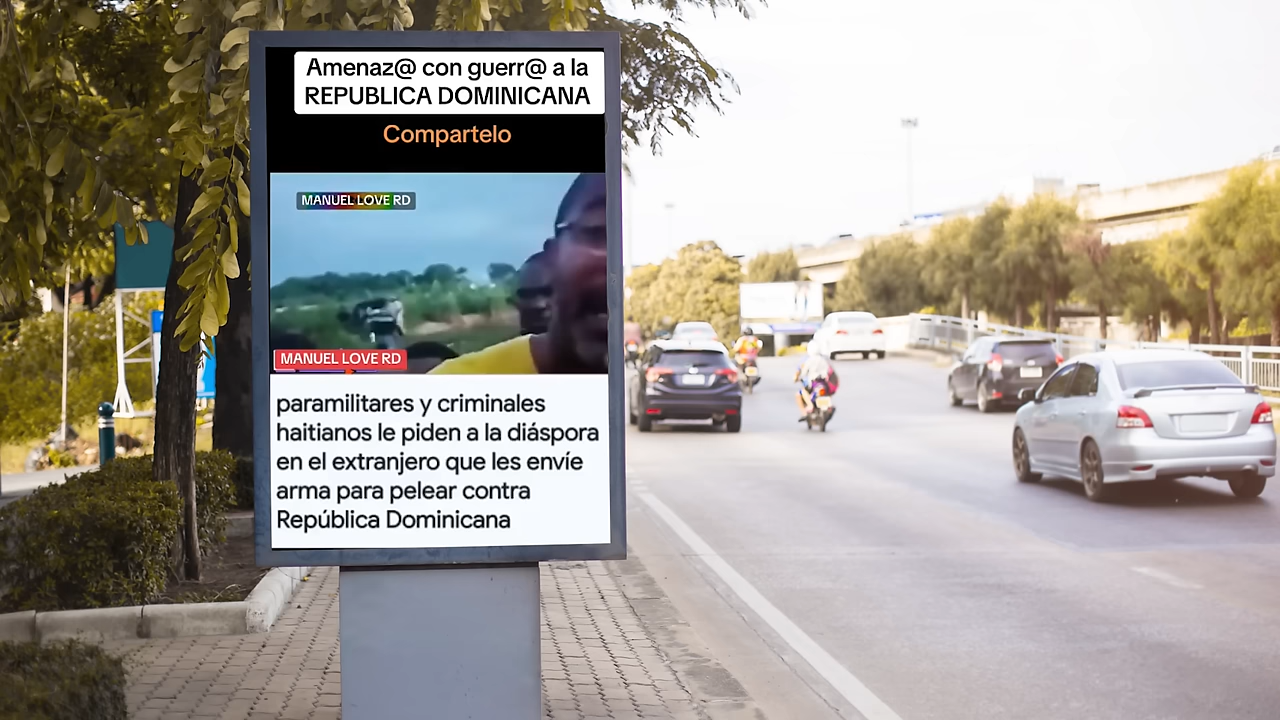 Amenaz@ con guerr@ a la
REPUBLICA DOMINICANA
Compartelo
MANUEL LOVE RD
MANUEL LOVE RD
paramilitares y criminales
haitianos le piden a la diáspora
en el extranjero que les envíe
arma para pelear contra
República Dominicana